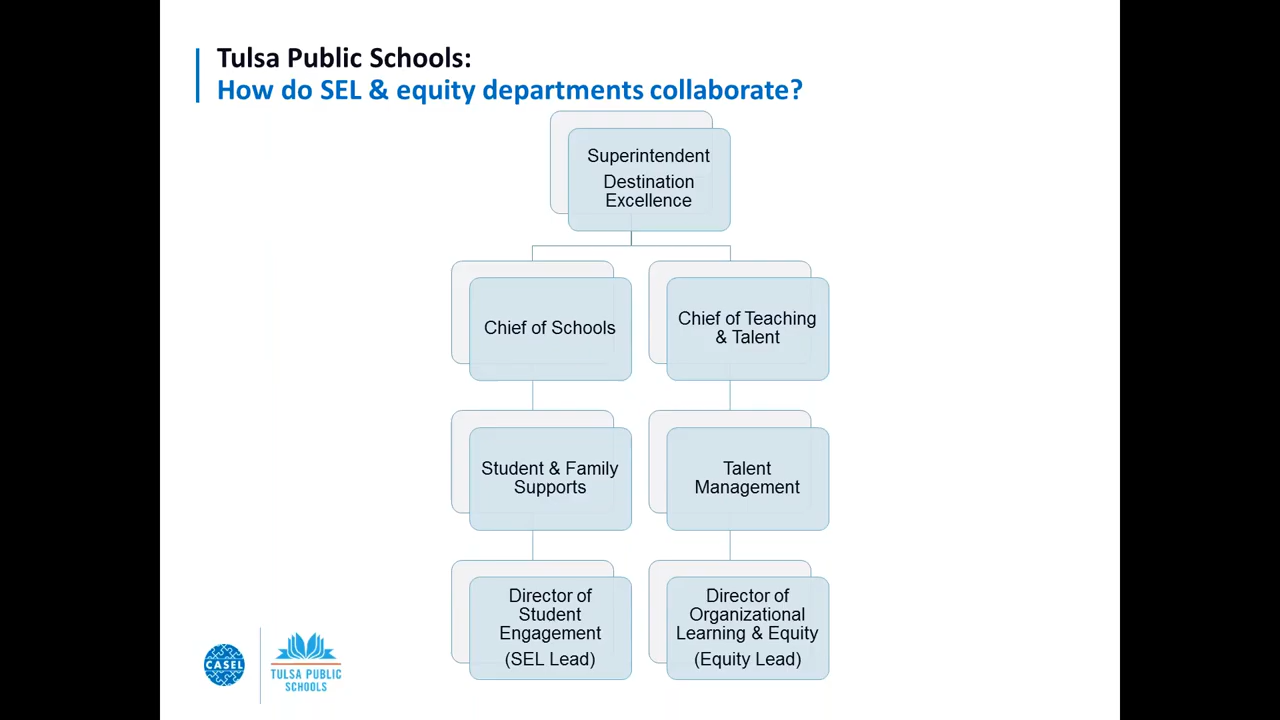 Tulsa Public Schools:
How do SEL & equity departments collaborate?
Superintendent
Destination
Excellence
Chief of Schools
Chief of Teaching
& Talent
Student & Family
Supports
Talent
Management
Director of
Student
Engagement
(SEL Lead)
Director of
Organizational
Learning & Equity
(Equity Lead)
CASEL
TULSA PUBLIC
SCHOOLS